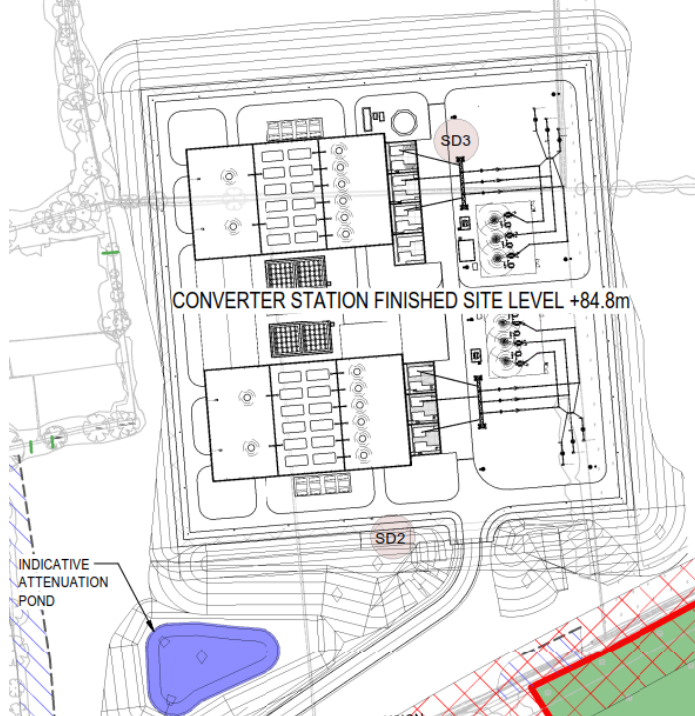 SD3
CONVERTER STATION FINISHED SITE LEVEL +84.8m
SD2
INDICATIVE
ATTENUATION
POND